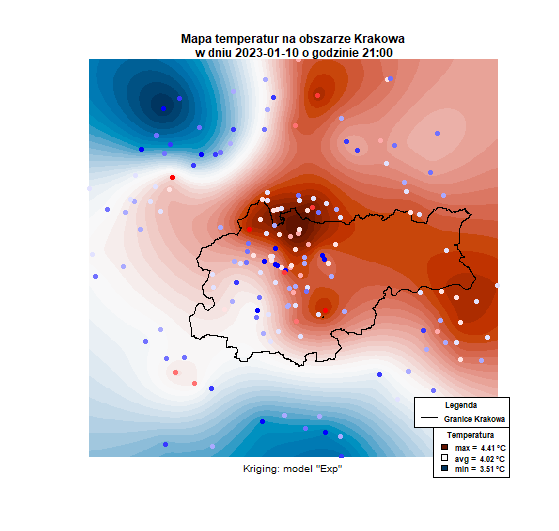 Mapa temperatur na obszarze Krakowa
w dniu 2023-01-10 o godzinie 21:00
Legenda
Granice Krakowa
Temperatura
max = 4.41 °C
avg = 4.02 °C
min = 3.51 °C
Kriging: model "Exp"